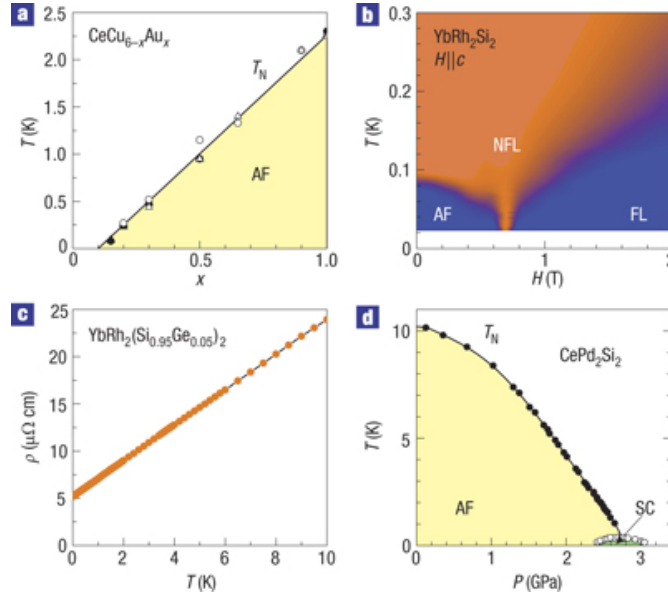 a
CeCu6–xAux
TN
AF
T (K)
2.5
2.0
1.5
1.0
0.5
0
0
0.5
1.0
x
b
YbRh2Si2
H||c
NFL
AF
FL
T (K)
0.3
0.2
0.1
0
0
1
2
H (T)
c
YbRh2(Si0.95Ge0.05)2
ρ (μΩ cm)
25
20
15
10
5
0
0
2
4
6
8
10
T (K)
d
TN
CePd2Si2
AF
SC
T (K)
10
5
0
0
1
2
3
P (GPa)